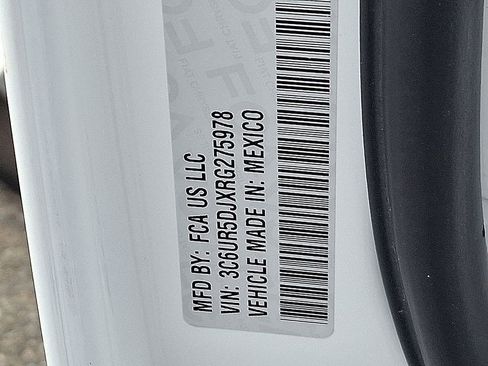 MFD BY: FCA US LLC
VIN: 3C6UR5DJXRG275978
VEHICLE MADE IN: MEXICO